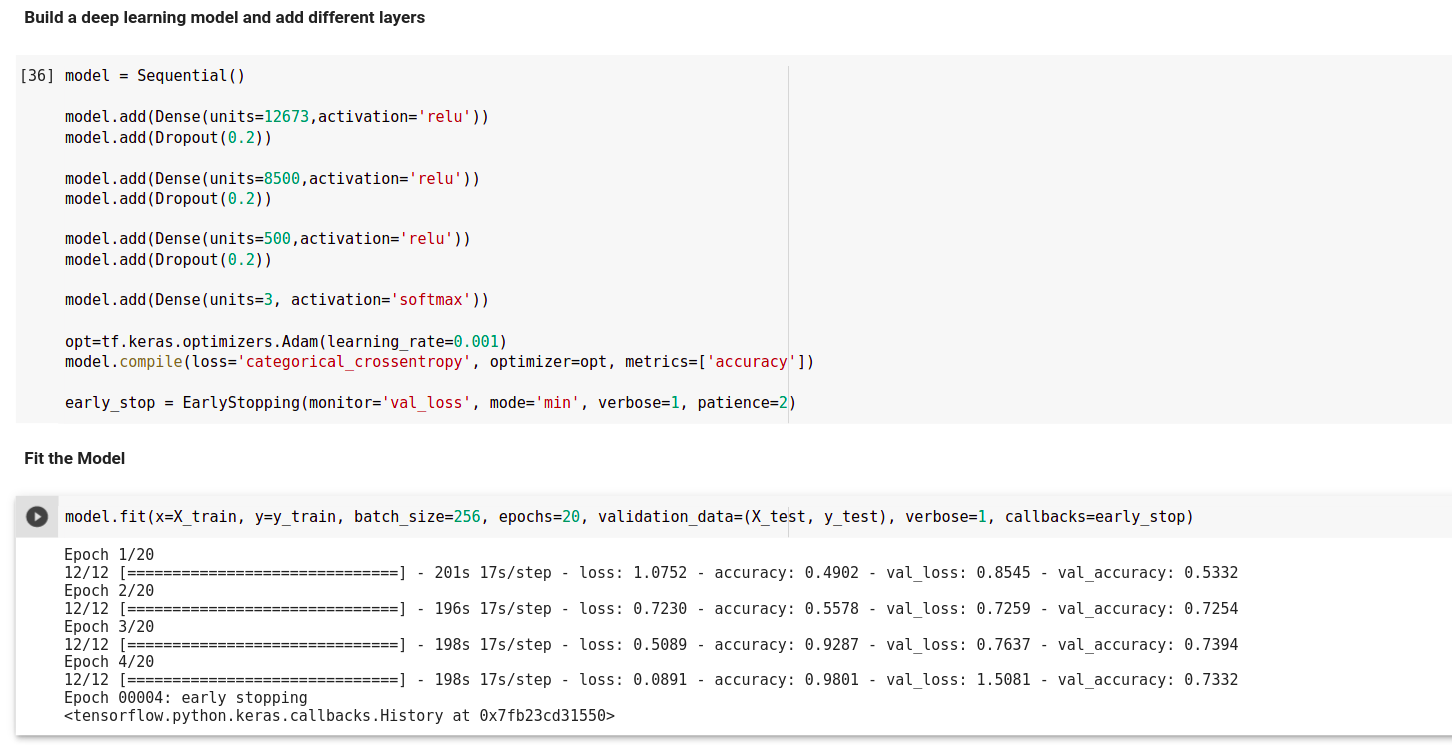 Build a deep learning model and add different layers
[36] model = Sequential()
model.add(Dense(units=12673,activation='relu'))
model.add(Dropout(0.2))
model.add(Dense(units=8500,activation='relu'))
model.add(Dropout(0.2))
model.add(Dense(units=500,activation='relu'))
model.add(Dropout(0.2))
model.add(Dense(units=3, activation='softmax'))
opt=tf.keras.optimizers.Adam(learning_rate=0.001)
model.compile(loss='categorical_crossentropy', optimizer=opt, metrics=['accuracy'])
early_stop = EarlyStopping(monitor='val_loss', mode='min', verbose=1, patience=2)
Fit the Model
model.fit(x=X_train, y=y_train, batch_size=256, epochs=20, validation_data=(X_test, y_test), verbose=1, callbacks=early_stop)
Epoch 1/20
12/12 [==============================] - 201s 17s/step - loss: 1.0752 - accuracy: 0.4902 - val_loss: 0.8545 - val_accuracy: 0.5332
Epoch 2/20
12/12 [==============================] - 196s 17s/step - loss: 0.7230 - accuracy: 0.5578 - val_loss: 0.7259 - val_accuracy: 0.7254
Epoch 3/20
12/12 [==============================] - 198s 17s/step - loss: 0.5089 - accuracy: 0.9287 - val_loss: 0.7637 - val_accuracy: 0.7394
Epoch 4/20
12/12 [==============================] - 198s 17s/step - loss: 0.0891 - accuracy: 0.9801 - val_loss: 1.5081 - val_accuracy: 0.7332
Epoch 00004: early stopping
<tensorflow.python.keras.callbacks.History at 0x7fb23cd31550>